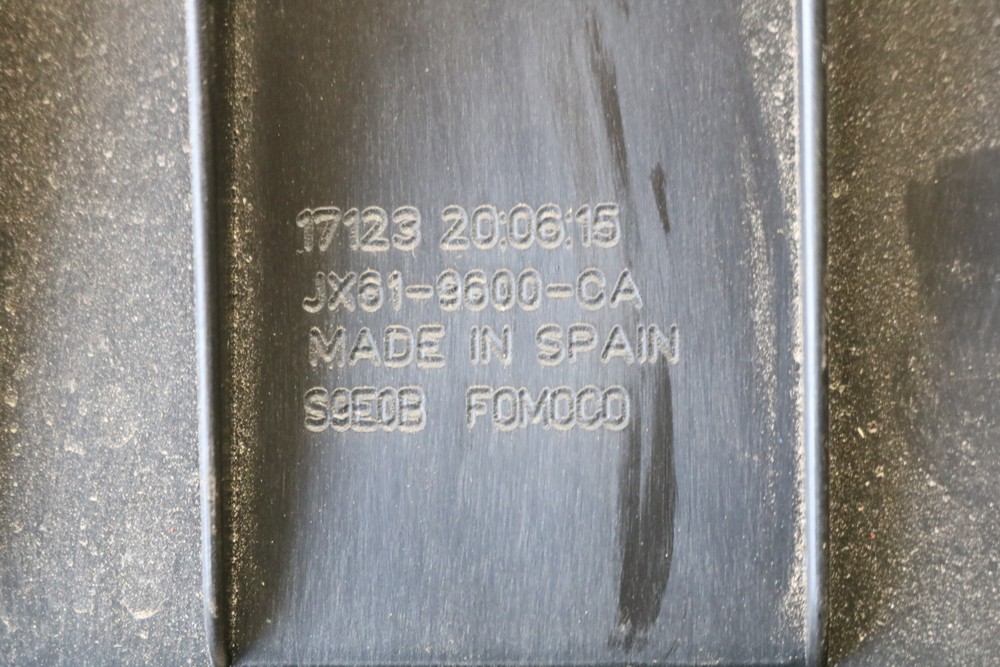 17123 20:06:15
JX61-9600-CA
MADE IN SPAIN
S9E0B FOMOCO